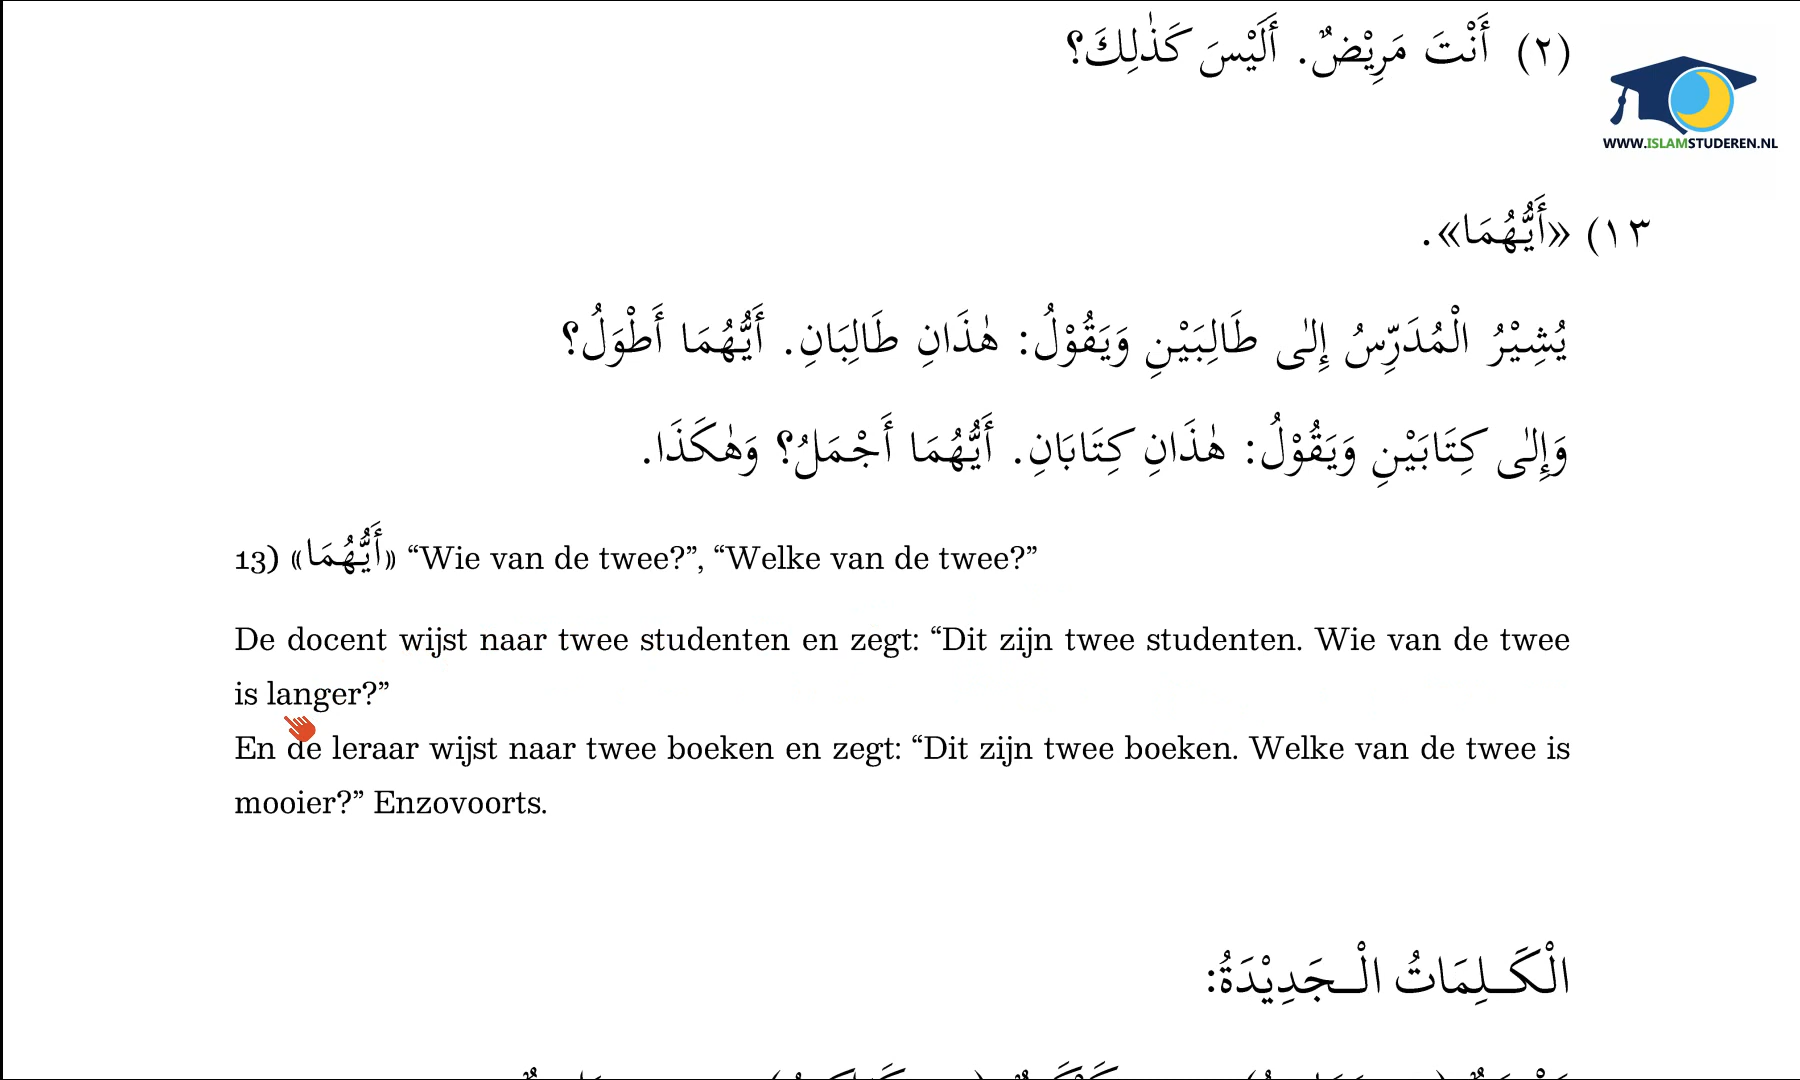 (٢) أَنْتَ مَرِيْضٌ. أَلَيْسَ كَذٰلِكَ؟
WWW.ISLAMSTUDEREN.NL
١٣) «أَيُّهُمَا».
يُشِيْرُ الْمُدَرِّسُ إِلٰى طَالِبَيْنِ وَيَقُوْلُ: هٰذَانِ طَالِبَانِ. أَيُّهُمَا أَطْوَلُ؟
وَإِلٰى كِتَابَيْنِ وَيَقُوْلُ: هٰذَانِ كِتَابَانِ. أَيُّهُمَا أَجْمَلُ؟ وَهٰكَذَا.
13) «أَيُّهُمَا» “Wie van de twee?”, “Welke van de twee?”
De docent wijst naar twee studenten en zegt: “Dit zijn twee studenten. Wie van de twee
is langer?”
En de leraar wijst naar twee boeken en zegt: “Dit zijn twee boeken. Welke van de twee is
mooier?” Enzovoorts.
الْكَـلِمَاتُ الْـجَدِيْدَةُ: